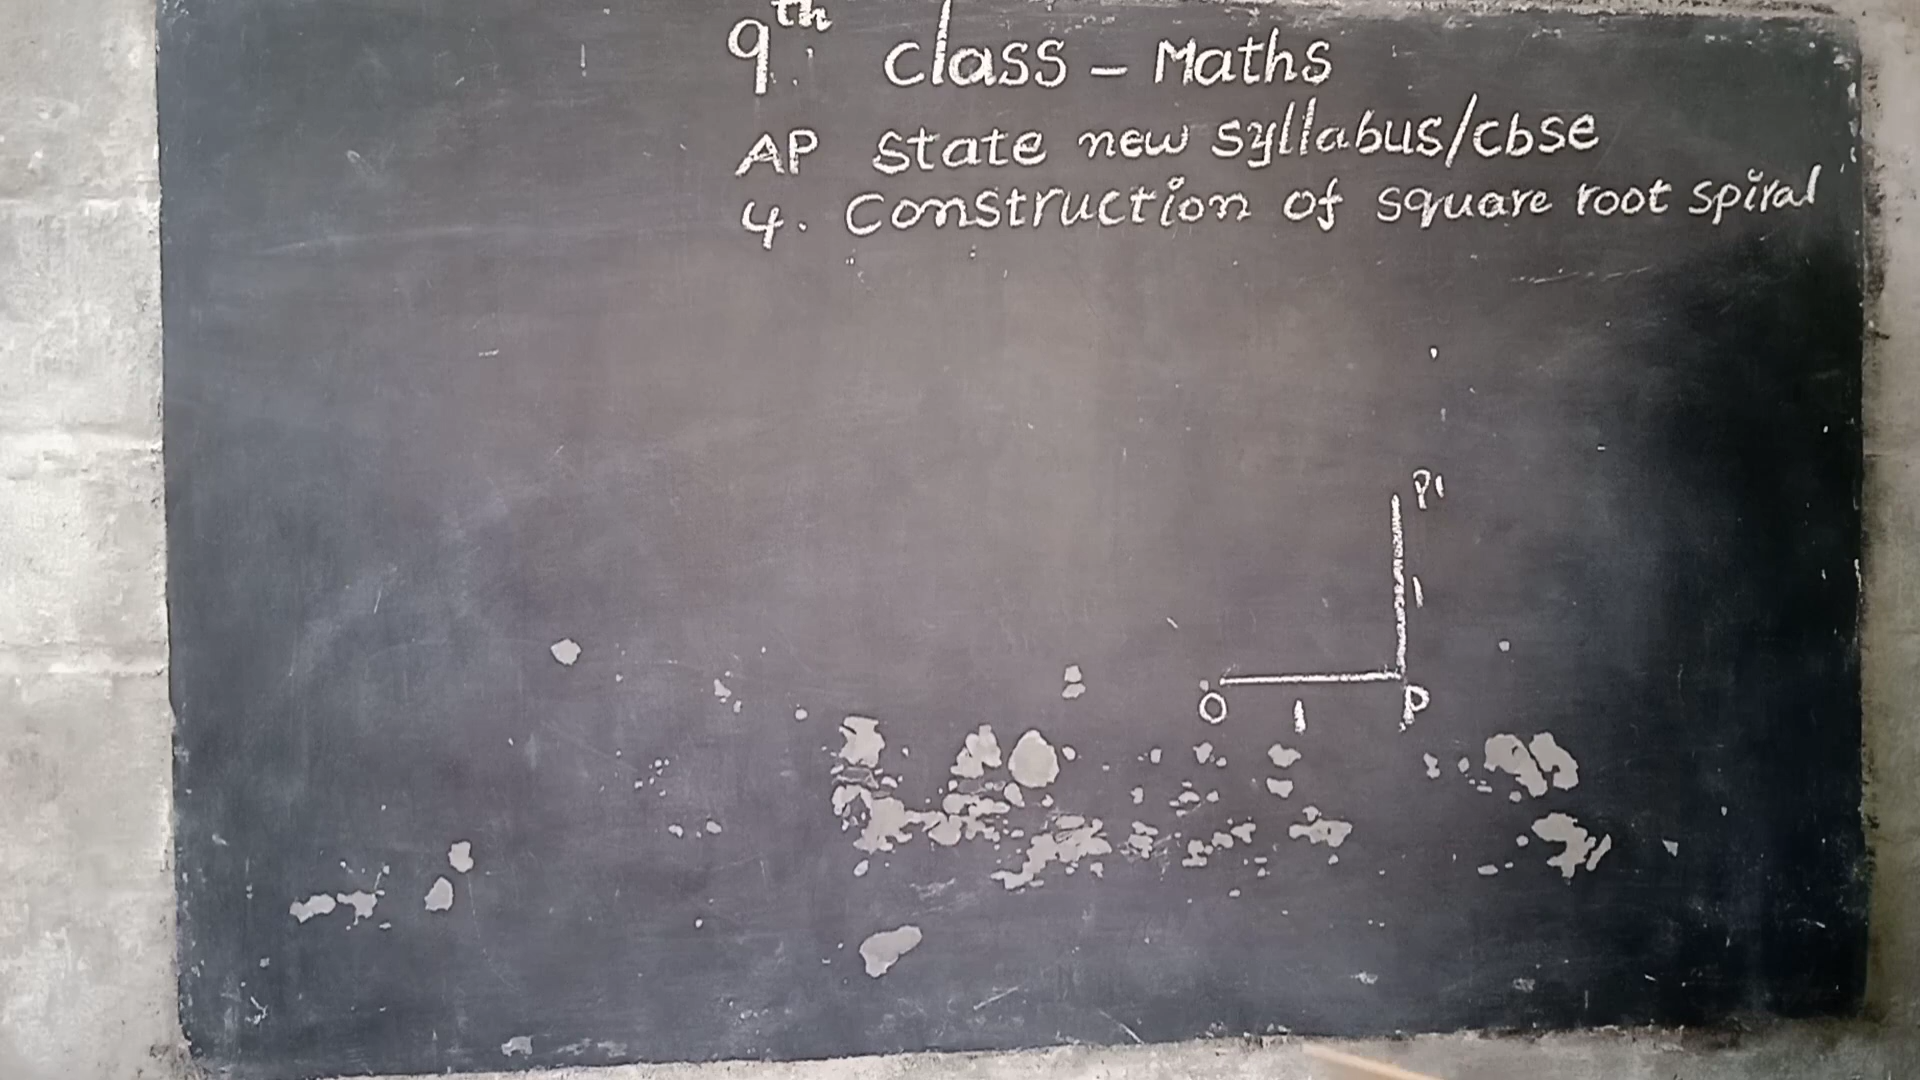 9th class - Maths
AP state new syllabus/cbse
4. Construction of square root spiral
P1
1
O
1
P